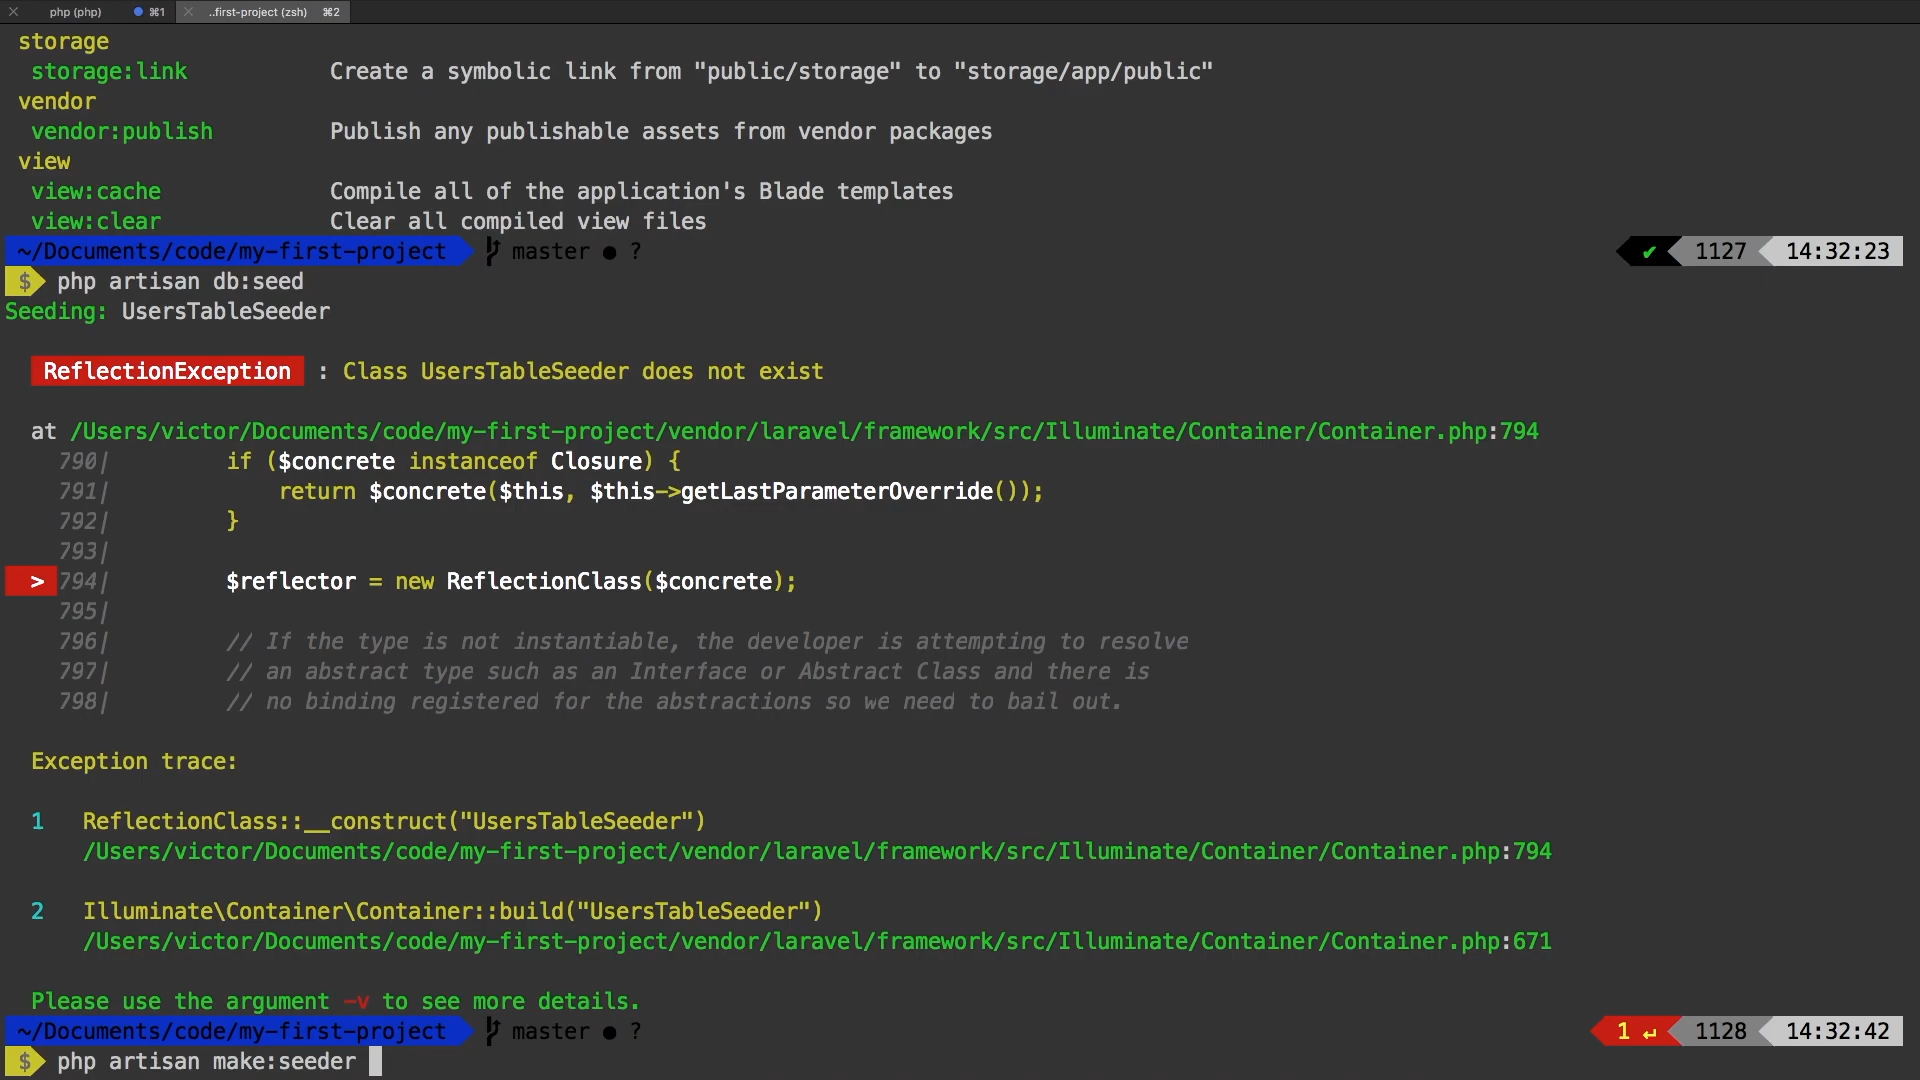 php (php) ⌘1 ..first-project (zsh) ⌘2
storage
storage:link Create a symbolic link from "public/storage" to "storage/app/public"
vendor
vendor:publish Publish any publishable assets from vendor packages
view
view:cache Compile all of the application's Blade templates
view:clear Clear all compiled view files
~/Documents/code/my-first-project master ● ? ✔ 1127 14:32:23
$ php artisan db:seed
Seeding: UsersTableSeeder
ReflectionException : Class UsersTableSeeder does not exist
at /Users/victor/Documents/code/my-first-project/vendor/laravel/framework/src/Illuminate/Container/Container.php:794
790| if ($concrete instanceof Closure) {
791| return $concrete($this, $this->getLastParameterOverride());
792| }
793|
> 794| $reflector = new ReflectionClass($concrete);
795|
796| // If the type is not instantiable, the developer is attempting to resolve
797| // an abstract type such as an Interface or Abstract Class and there is
798| // no binding registered for the abstractions so we need to bail out.
Exception trace:
1 ReflectionClass::__construct("UsersTableSeeder")
/Users/victor/Documents/code/my-first-project/vendor/laravel/framework/src/Illuminate/Container/Container.php:794
2 Illuminate\Container\Container::build("UsersTableSeeder")
/Users/victor/Documents/code/my-first-project/vendor/laravel/framework/src/Illuminate/Container/Container.php:671
Please use the argument -v to see more details.
~/Documents/code/my-first-project master ● ? 1 ↵ 1128 14:32:42
$ php artisan make:seeder